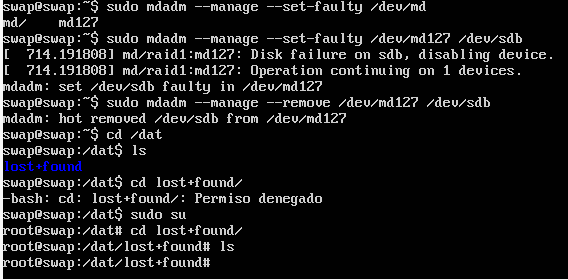 swap@swap:~$ sudo mdadm --manage --set-faulty /dev/md
md/    md127
swap@swap:~$ sudo mdadm --manage --set-faulty /dev/md127 /dev/sdb
[  714.191808] md/raid1:md127: Disk failure on sdb, disabling device.
[  714.191808] md/raid1:md127: Operation continuing on 1 devices.
mdadm: set /dev/sdb faulty in /dev/md127
swap@swap:~$ sudo mdadm --manage --remove /dev/md127 /dev/sdb
mdadm: hot removed /dev/sdb from /dev/md127
swap@swap:~$ cd /dat
swap@swap:/dat$ ls
lost+found
swap@swap:/dat$ cd lost+found/
-bash: cd: lost+found/: Permiso denegado
swap@swap:/dat$ sudo su
root@swap:/dat# cd lost+found/
root@swap:/dat/lost+found# ls
root@swap:/dat/lost+found#